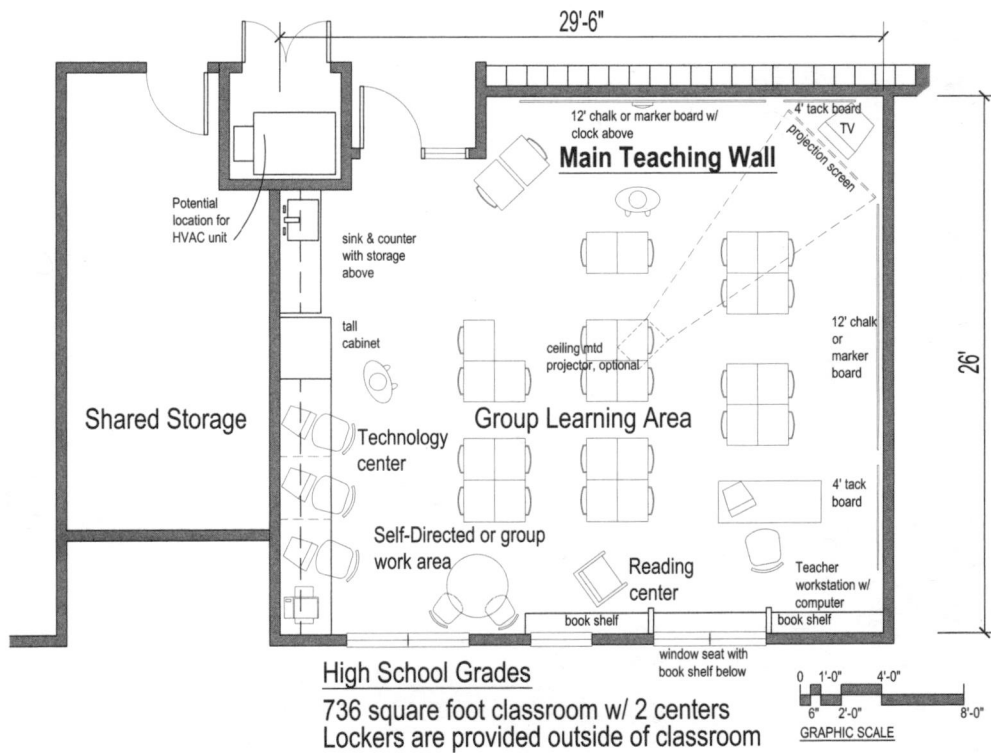 29'-6"
12' chalk or marker board w/
clock above
4' tack board
TV
projection screen
Main Teaching Wall
Potential
location for
HVAC unit
sink & counter
with storage
above
tall
cabinet
ceiling mtd
projector, optional
12' chalk
or
marker
board
26'
Shared Storage
Group Learning Area
Technology
center
4' tack
board
Self-Directed or group
work area
Reading
center
Teacher
workstation w/
computer
book shelf
book shelf
window seat with
book shelf below
High School Grades
736 square foot classroom w/ 2 centers
Lockers are provided outside of classroom
0 1'-0" 4'-0"
6" 2'-0" 8'-0"
GRAPHIC SCALE